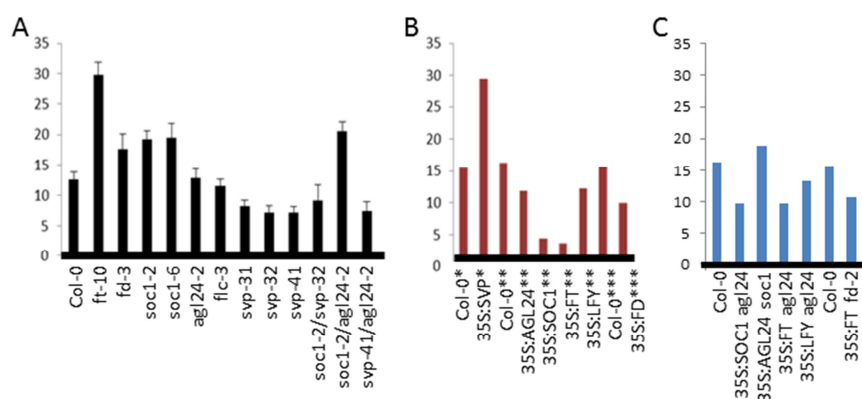 A
35
30
25
20
15
10
5
0
Col-0
ft-10
fd-3
soc1-2
soc1-6
agl24-2
flc-3
svp-31
svp-32
svp-41
soc1-2/svp-32
soc1-2/agl24-2
svp-41/agl24-2
B
35
30
25
20
15
10
5
0
Col-0*
35S:SVP*
Col-0**
35S:AGL24**
35S:SOC1**
35S:FT**
35S:LFY**
Col-0***
35S:FD***
C
35
30
25
20
15
10
5
0
Col-0
35S:SOC1 agl24
35S:AGL24 soc1
35S:FT agl24
35S:LFY agl24
Col-0
35S:FT fd-2